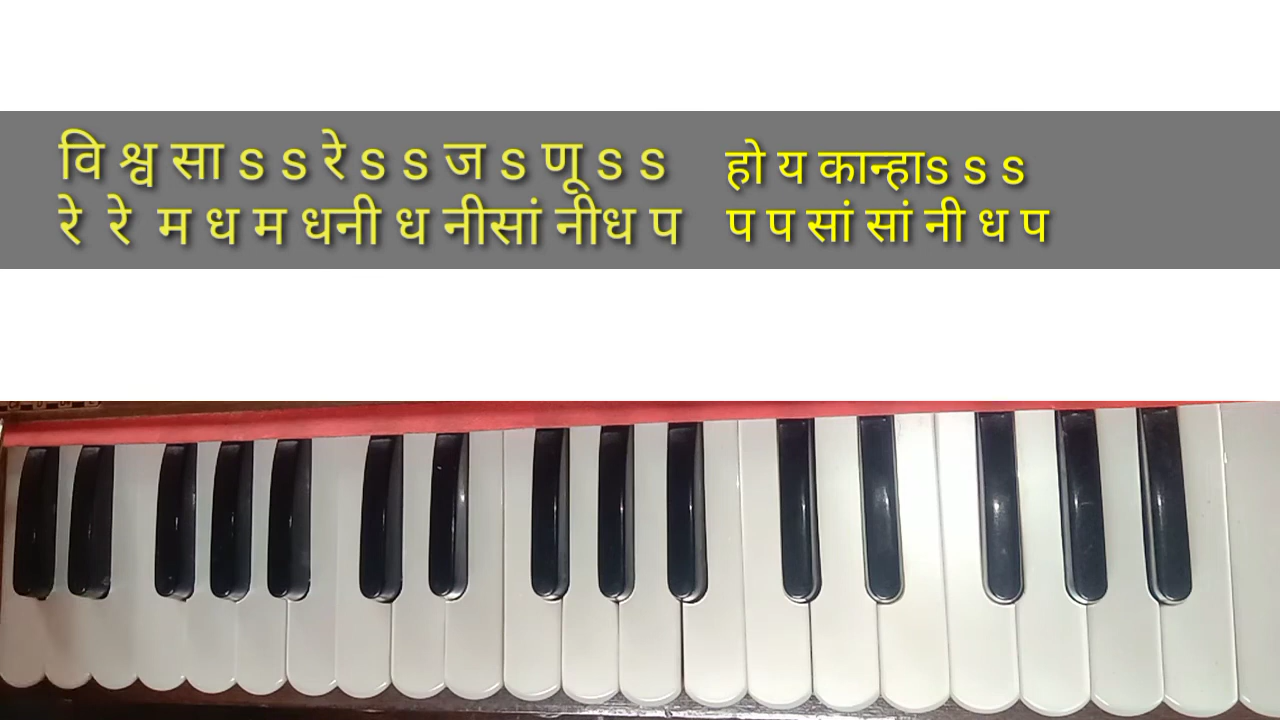 वि श्व सा s s रे s s ज s णू s s
रे रे म ध म धनी ध नीसां नीध प
हो य कान्हाs s s
प प सां सां नी ध प